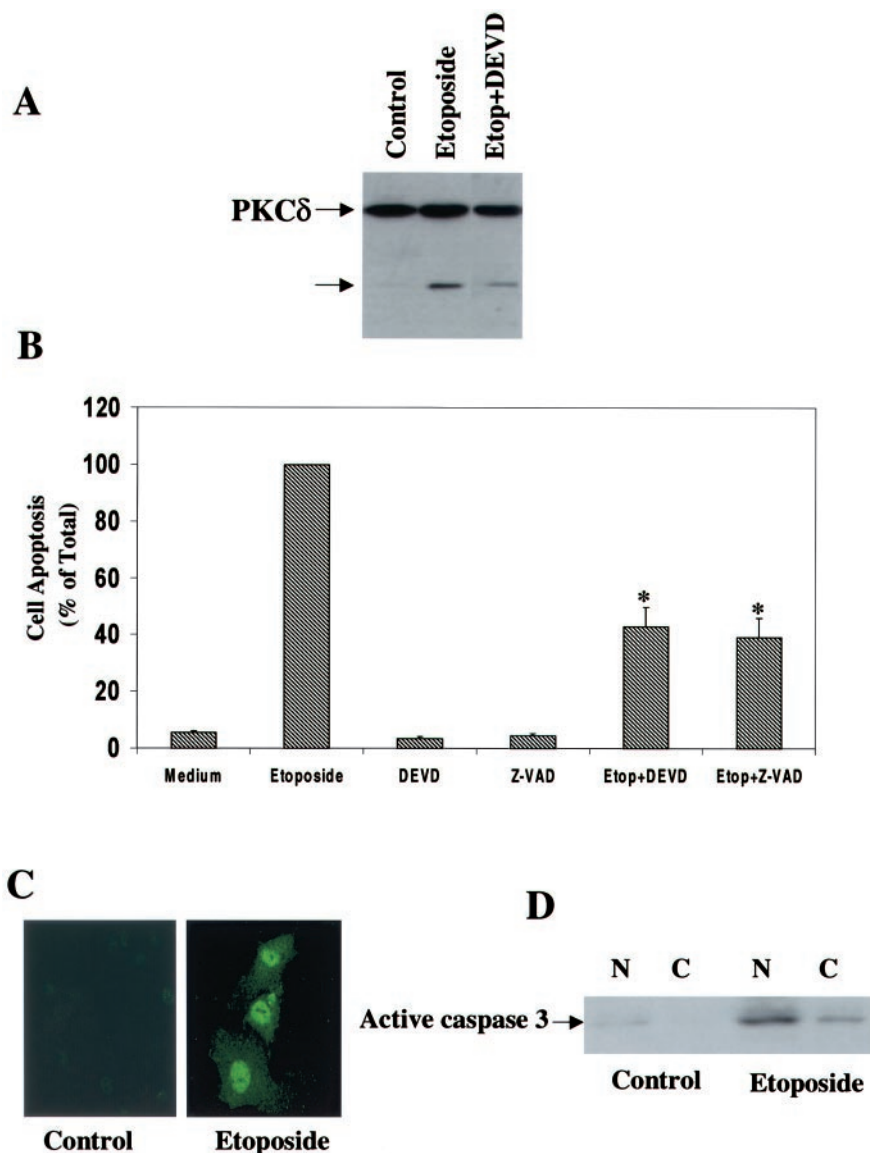 A
Control
Etoposide
Etop+DEVD
PKCδ
B
Cell Apoptosis
(% of Total)
120
100
80
60
40
20
0
* *
Medium Etoposide DEVD Z-VAD Etop+DEVD Etop+Z-VAD
C
Control Etoposide
D
N C N C
Active caspase 3
Control Etoposide